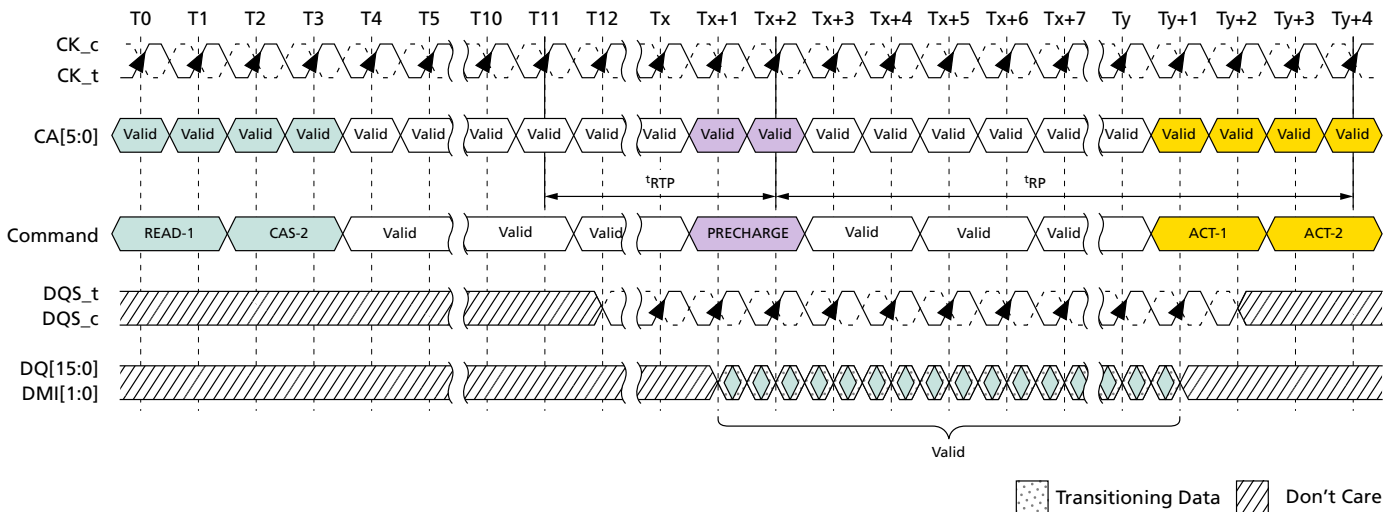 T0 T1 T2 T3 T4 T5 T10 T11 T12 Tx Tx+1 Tx+2 Tx+3 Tx+4 Tx+5 Tx+6 Tx+7 Ty Ty+1 Ty+2 Ty+3 Ty+4
CK_c
CK_t
CA[5:0] Valid Valid Valid Valid Valid Valid Valid Valid Valid Valid Valid Valid Valid Valid Valid Valid Valid Valid Valid Valid Valid Valid
tRTP tRP
Command READ-1 CAS-2 Valid Valid Valid PRECHARGE Valid Valid Valid ACT-1 ACT-2
DQS_t
DQS_c
DQ[15:0]
DMI[1:0]
Valid
Transitioning Data Don't Care